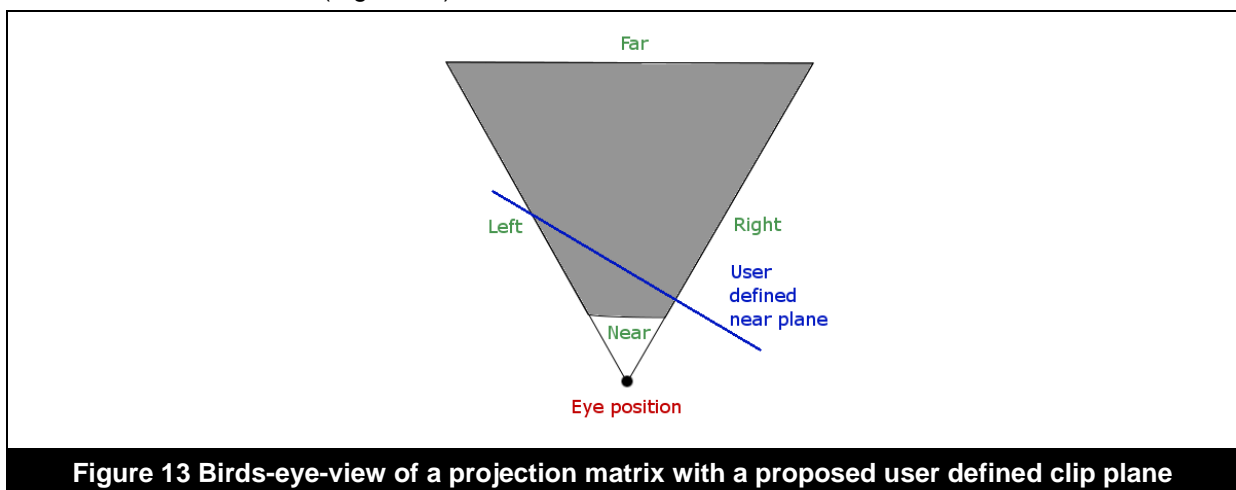 Far
Left
Right
User
defined
near plane
Near
Eye position
Figure 13 Birds-eye-view of a projection matrix with a proposed user defined clip plane